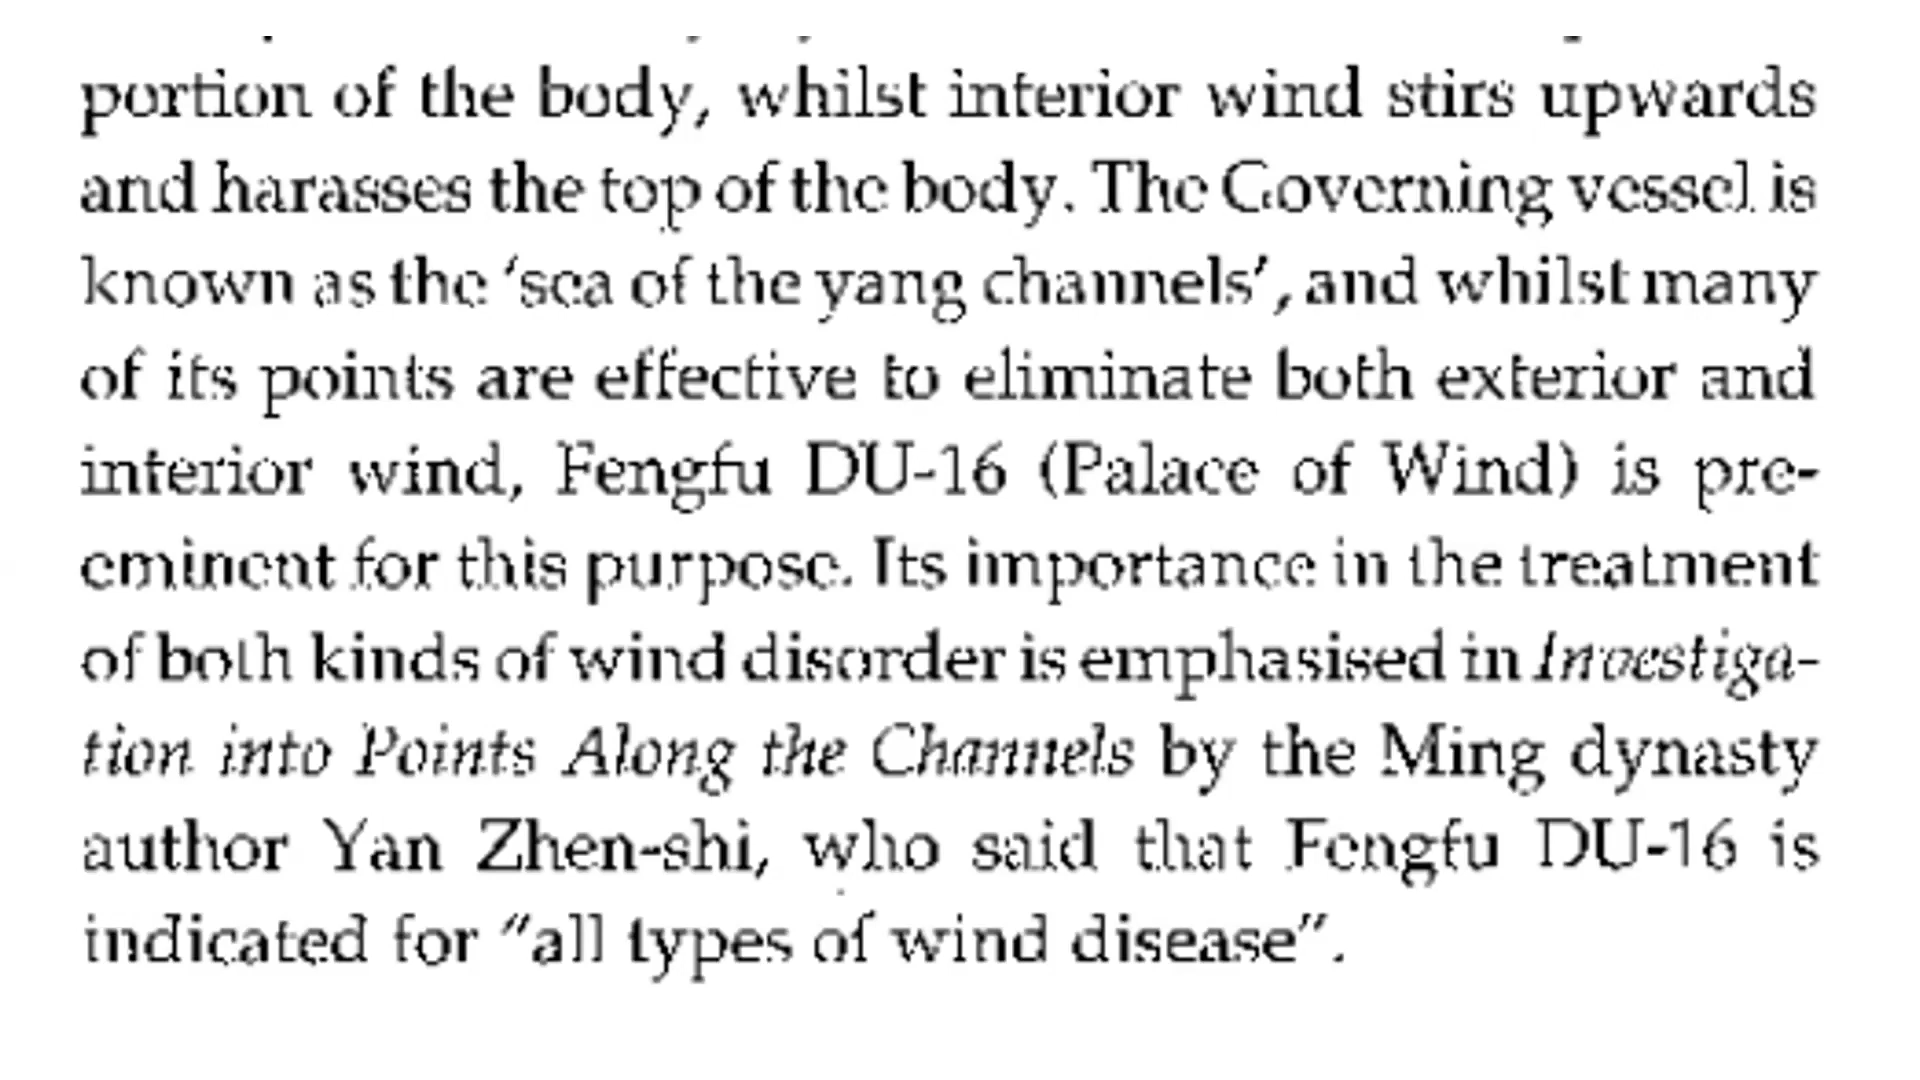 portion of the body, whilst interior wind stirs upwards
and harasses the top of the body. The Governing vessel is
known as the ‘sea of the yang channels’, and whilst many
of its points are effective to eliminate both exterior and
interior wind, Fengfu DU-16 (Palace of Wind) is pre-
eminent for this purpose. Its importance in the treatment
of both kinds of wind disorder is emphasised in Investiga-
tion into Points Along the Channels by the Ming dynasty
author Yan Zhen-shi, who said that Fengfu DU-16 is
indicated for "all types of wind disease".